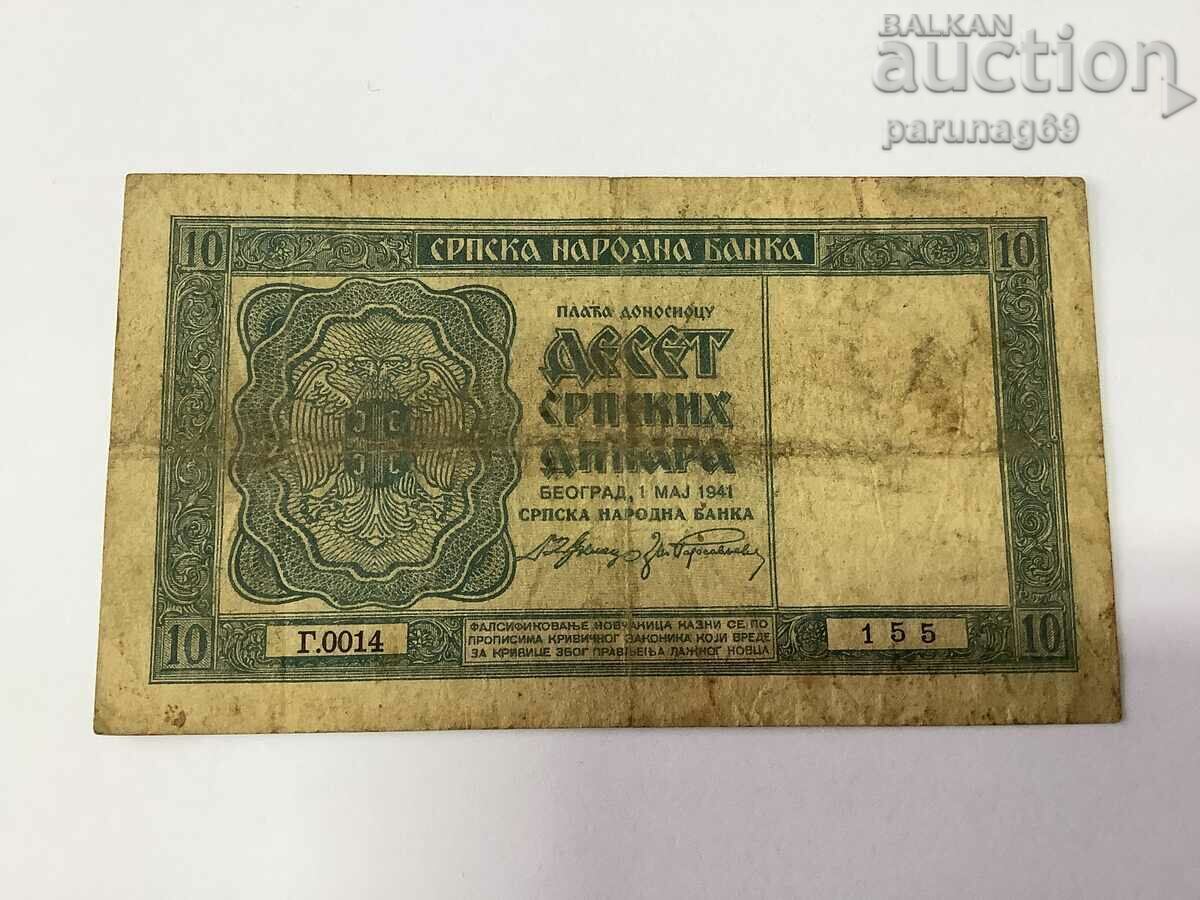 BALKAN
auction
parunag69
10 СРПСКА НАРОДНА БАНКА 10
ПЛАЋА ДОНОСИОЦУ
ДЕСЕТ
СРПСКИХ
ДИНАРА
БЕОГРАД, 1 МАЈ 1941
СРПСКА НАРОДНА БАНКА
10 Г.0014
ФАЛСИФИКОВАЊЕ НОВЧАНИЦА КАЗНИ СЕ ПО
ПРОПИСИМА КРИВИЧНОГ ЗАКОНИКА КОЈИ ВРЕДЕ
ЗА КРИВИЦЕ ЗБОГ ПРАВЉЕЊА ЛАЖНОГ НОВЦА
155 10